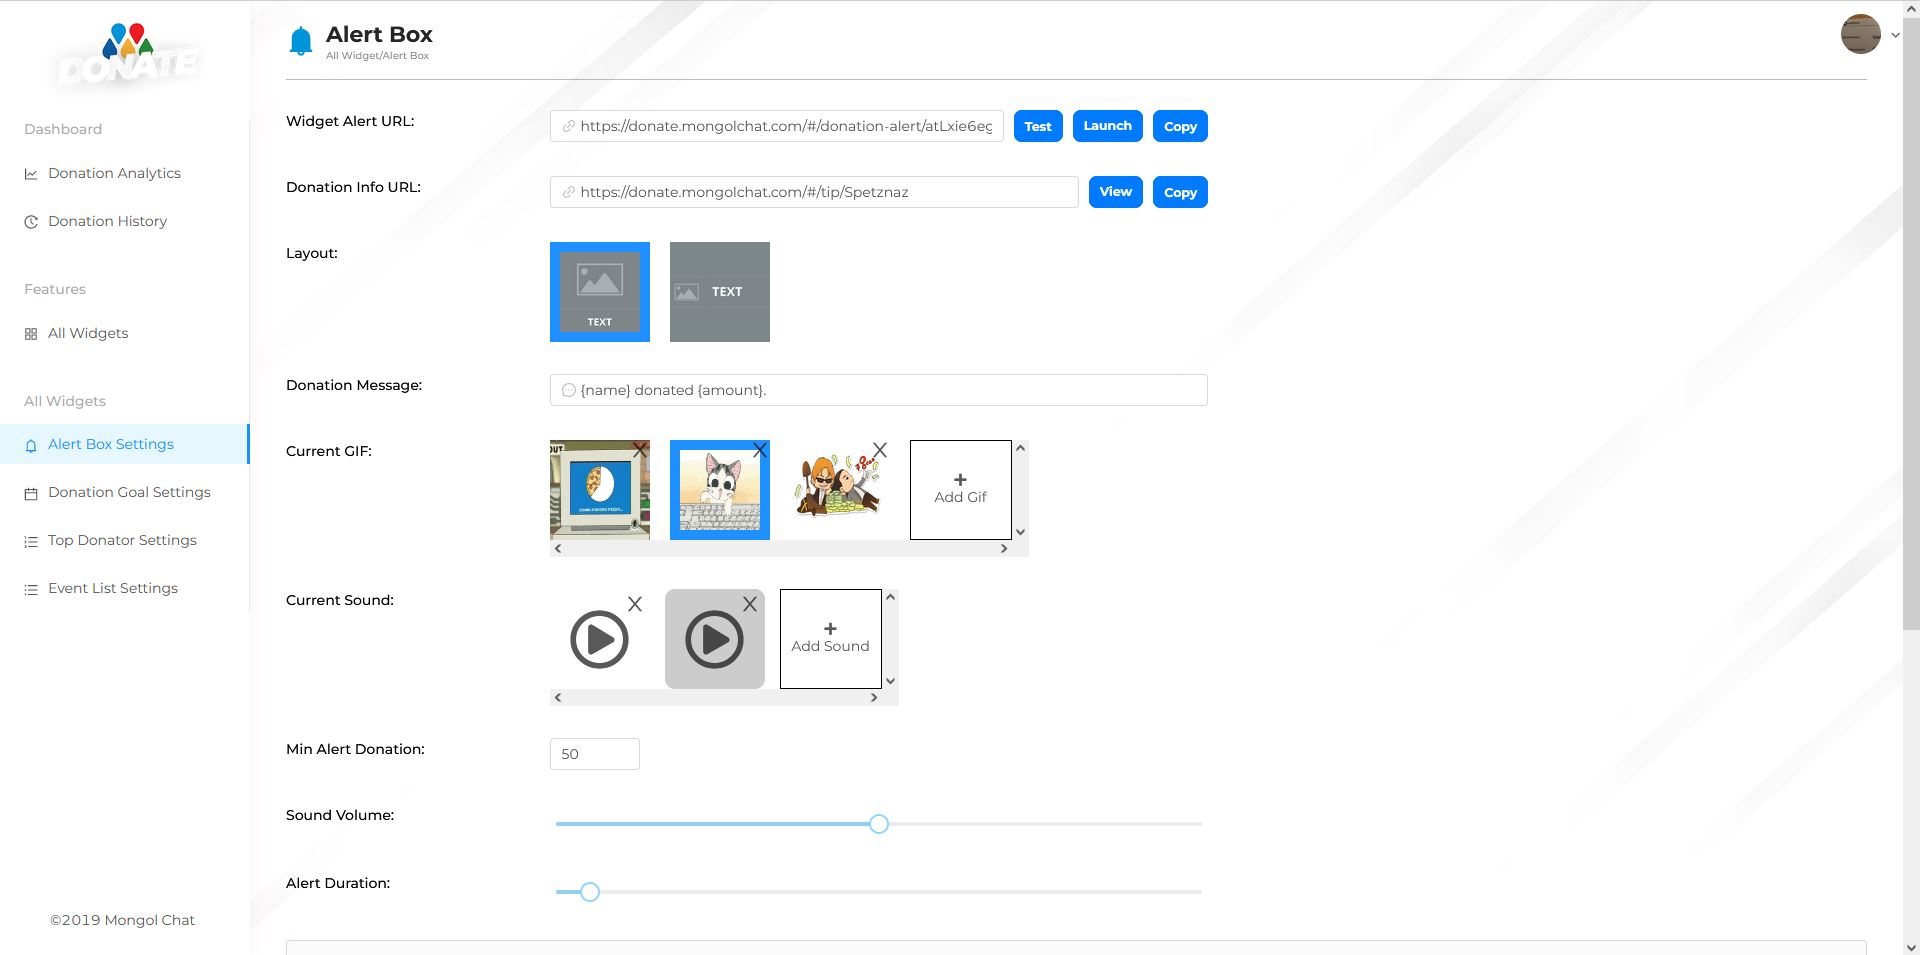 DONATE
Alert Box
All Widget/Alert Box
Dashboard
Donation Analytics
Donation History
Features
All Widgets
All Widgets
Alert Box Settings
Donation Goal Settings
Top Donator Settings
Event List Settings
©2019 Mongol Chat
Widget Alert URL:
https://donate.mongolchat.com/#/donation-alert/atLxie6eg
Test
Launch
Copy
Donation Info URL:
https://donate.mongolchat.com/#/tip/Spetznaz
View
Copy
Layout:
TEXT
TEXT
Donation Message:
{name} donated {amount}.
Current GIF:
X
X
X
+
Add Gif
Current Sound:
X
X
+
Add Sound
Min Alert Donation:
50
Sound Volume:
Alert Duration: